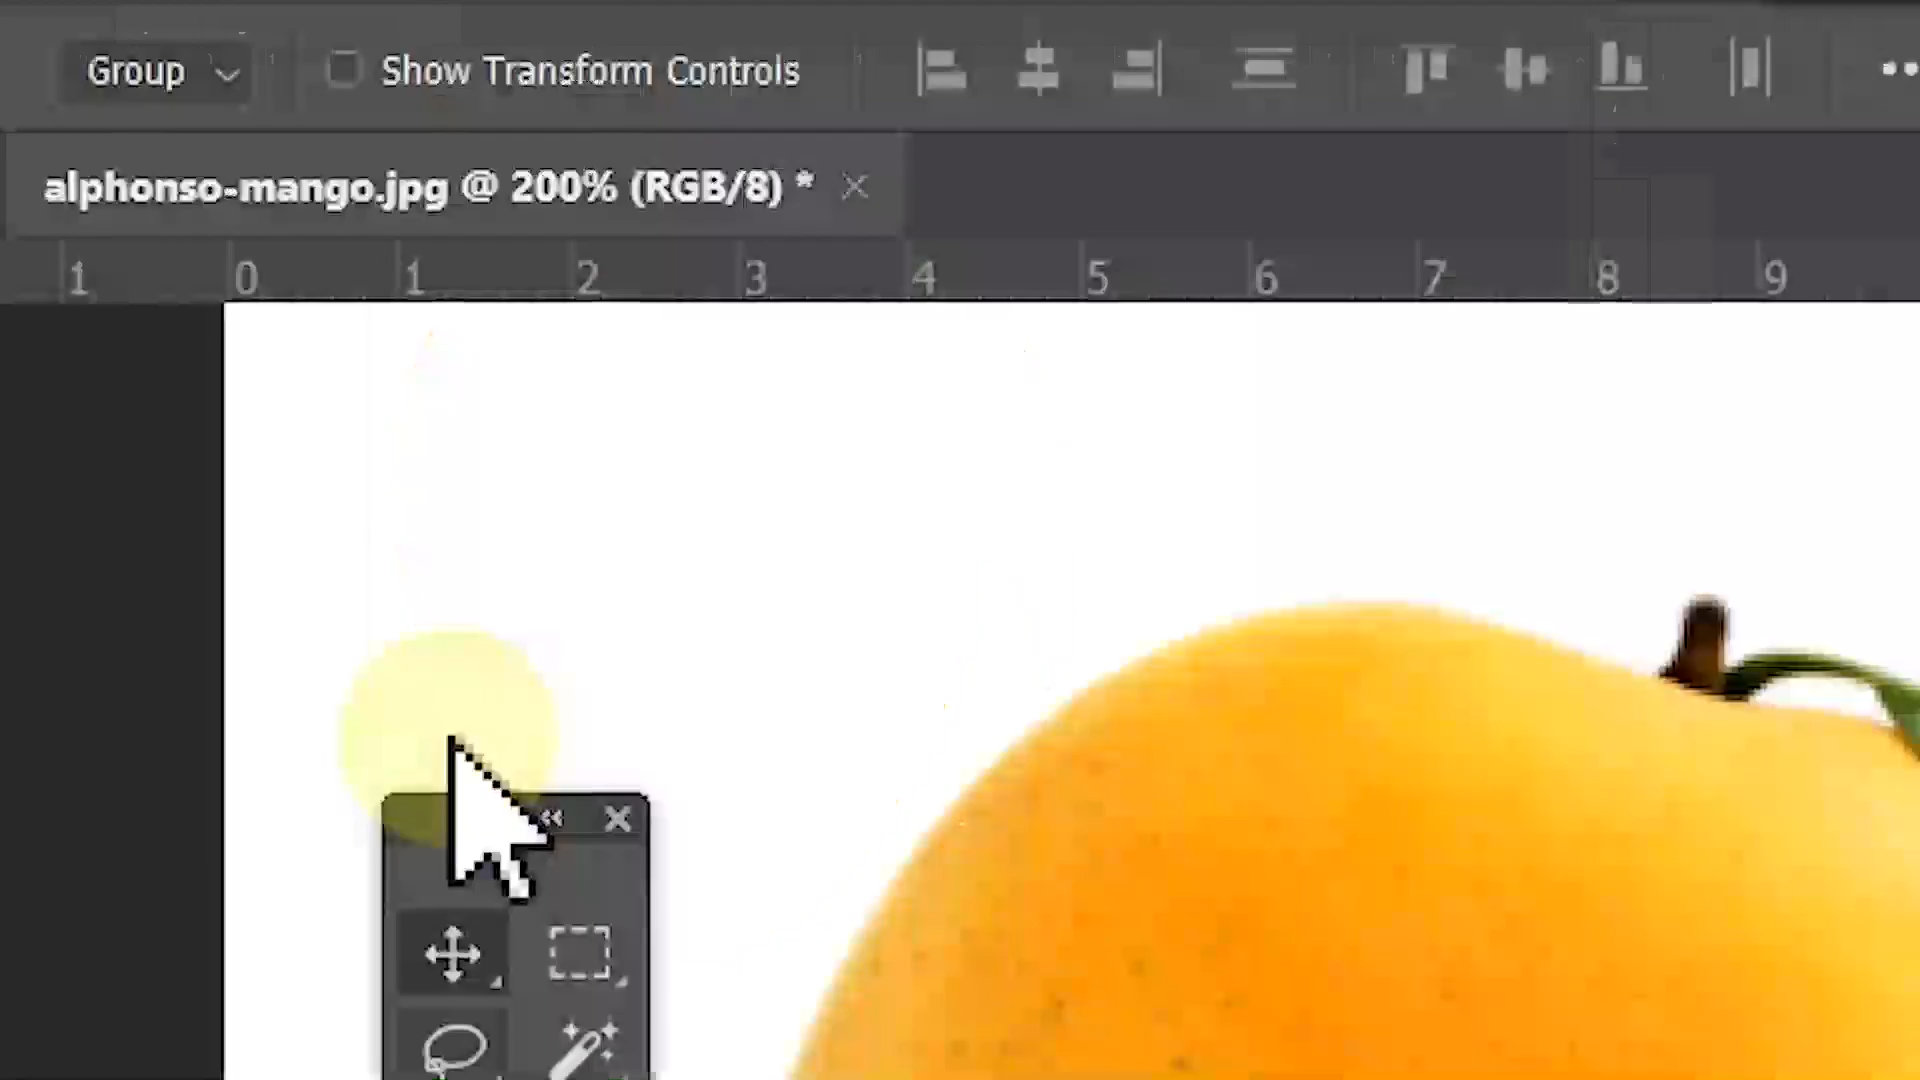 Group Show Transform Controls
alphonso-mango.jpg @ 200% (RGB/8) *
1 0 1 2 3 4 5 6 7 8 9